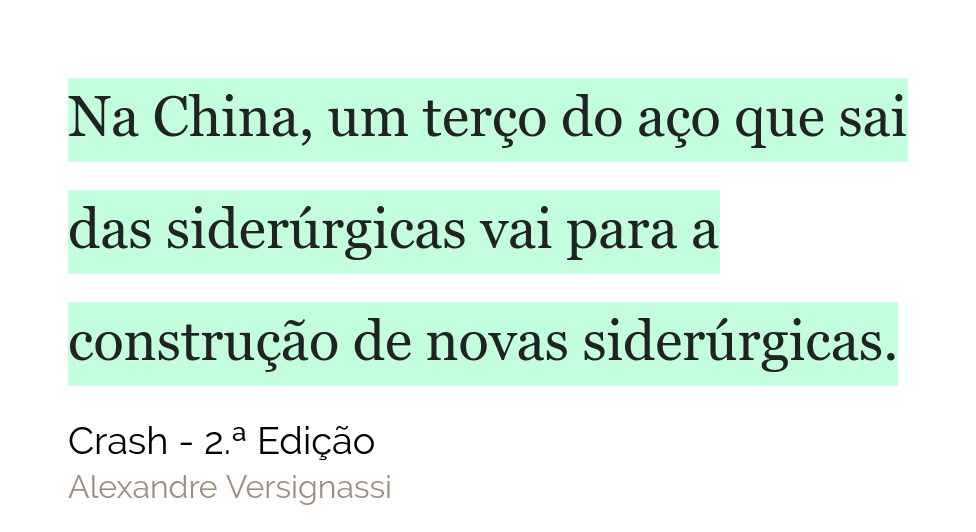 Na China, um terço do aço que sai
das siderúrgicas vai para a
construção de novas siderúrgicas.
Crash - 2.ª Edição
Alexandre Versignassi